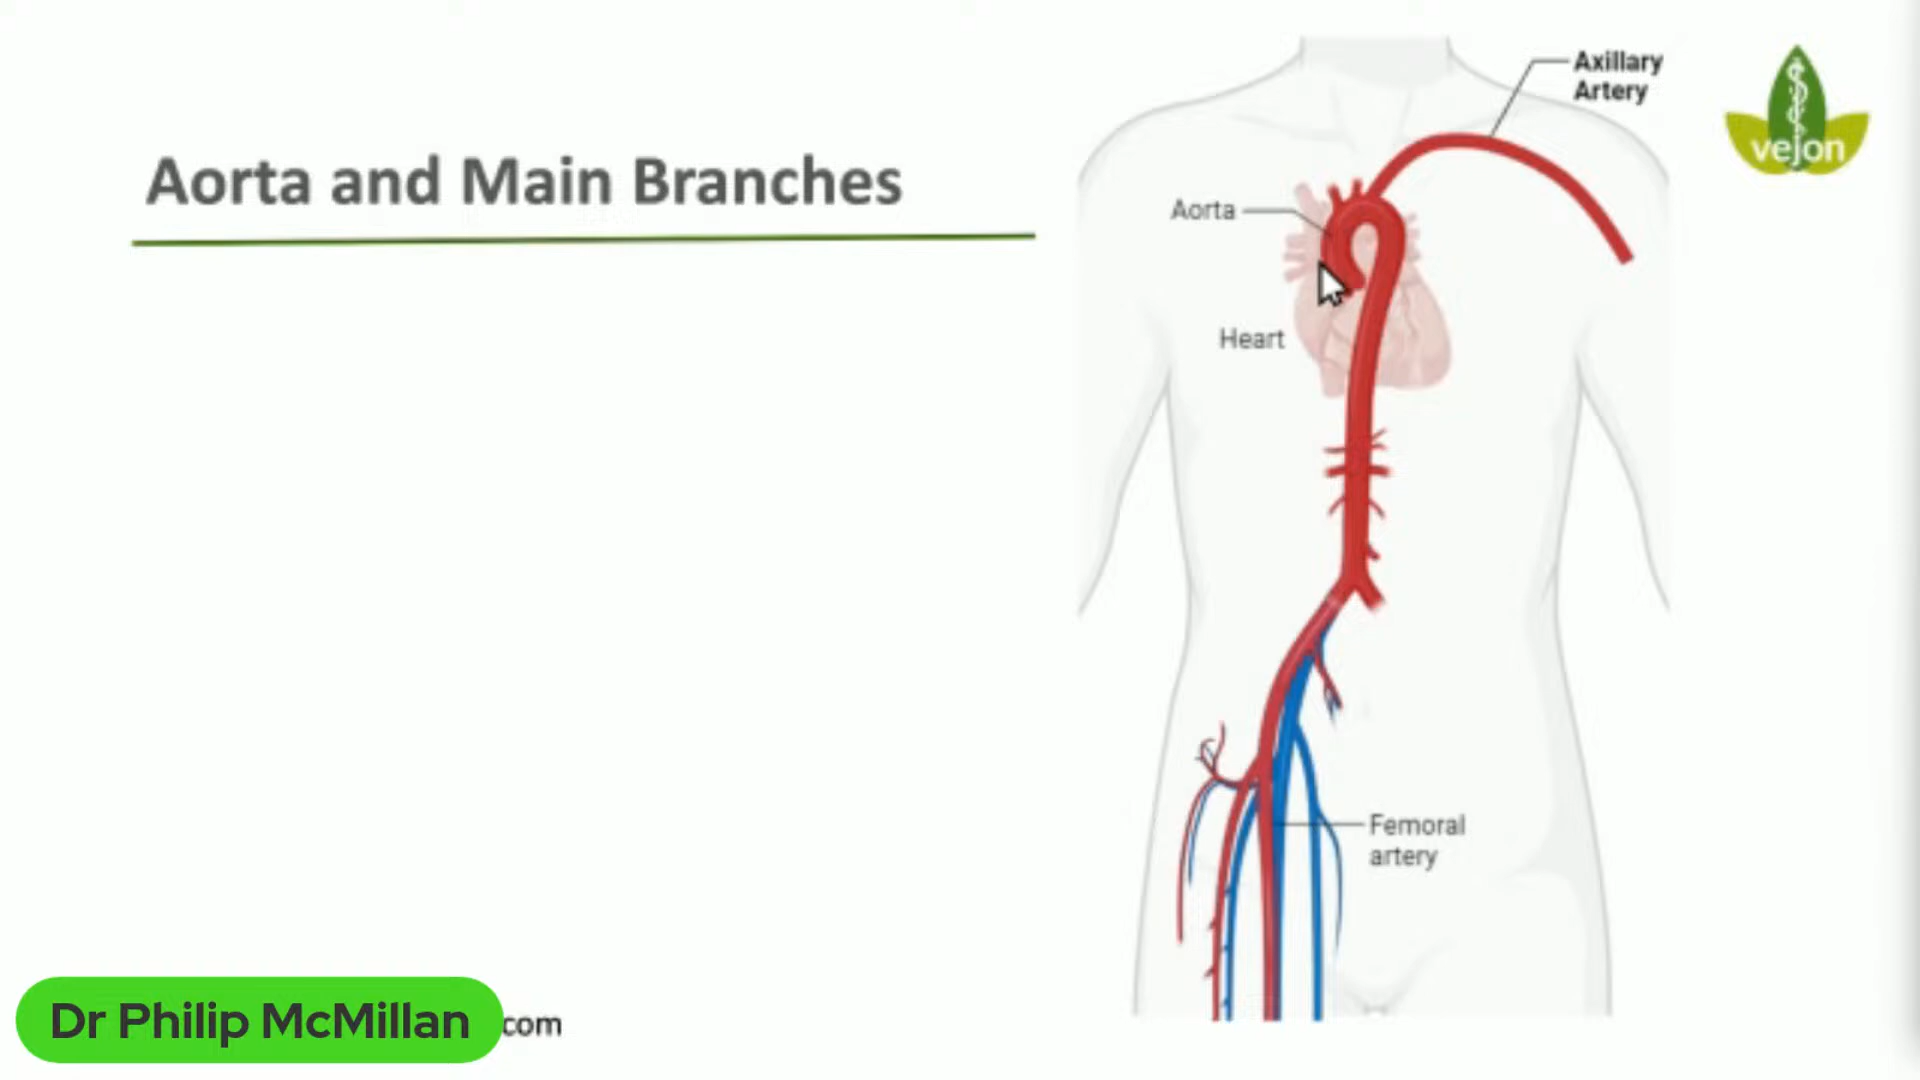 Axillary
Artery
vejon
Aorta and Main Branches
Aorta
Heart
Femoral
artery
Dr Philip McMillan
com